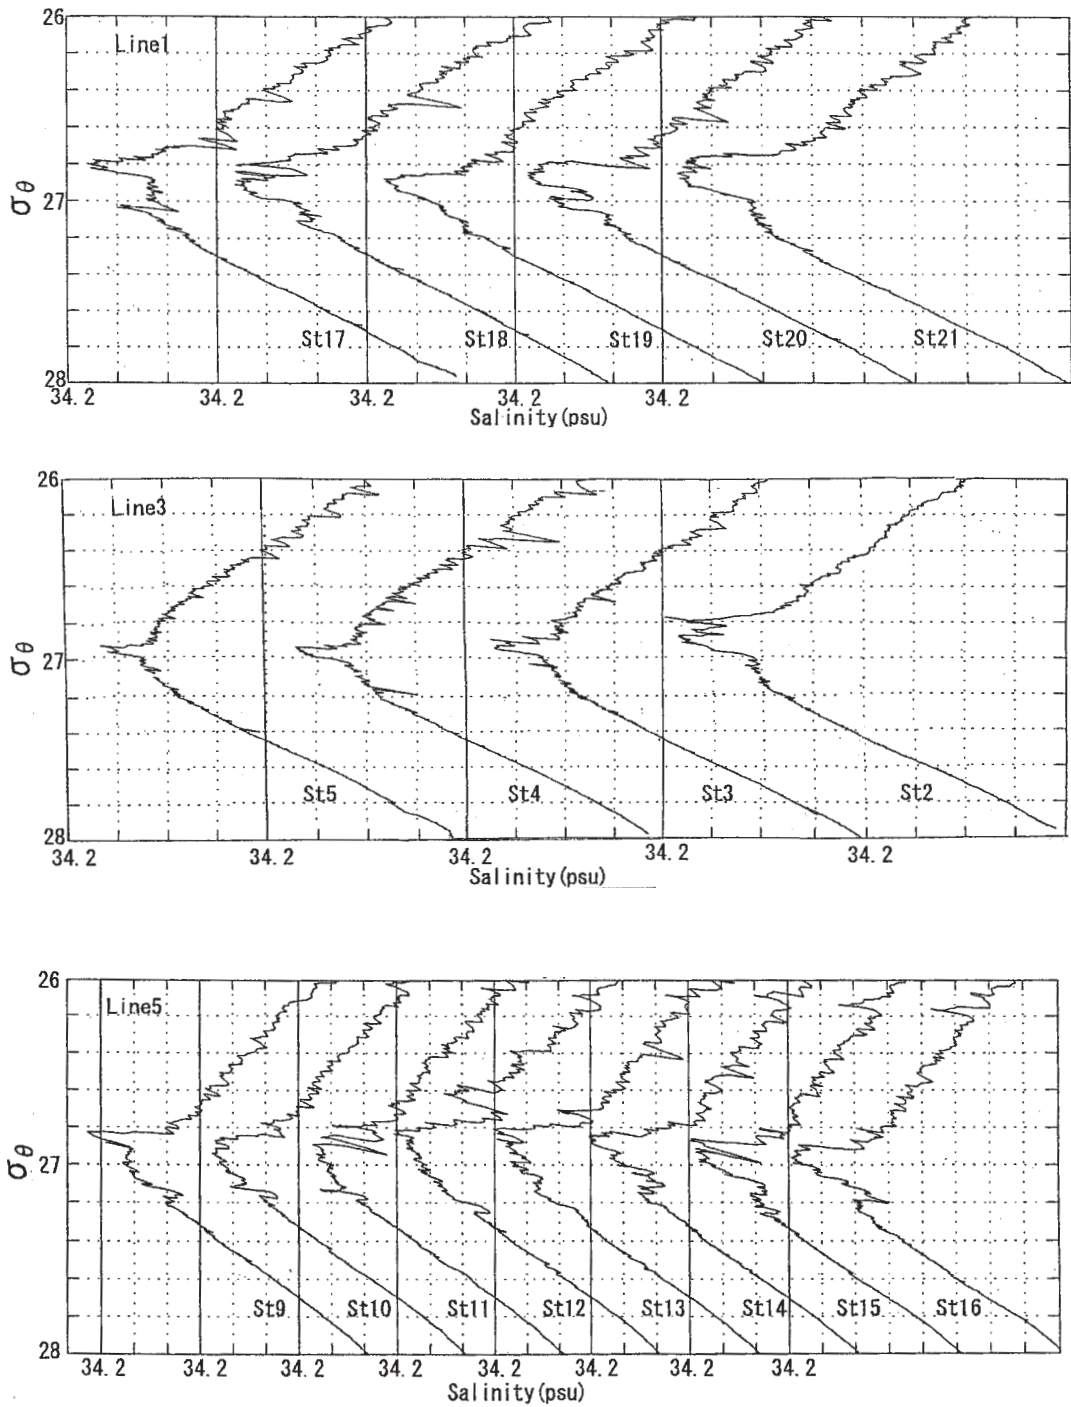 26
Line1
σθ
27
St17 St18 St19 St20 St21
28
34.2 34.2 34.2 34.2 34.2
Salinity(psu)
26
Line3
σθ
27
St5 St4 St3 St2
28
34.2 34.2 34.2 34.2 34.2
Salinity(psu)
26
Line5
σθ
27
St9 St10 St11 St12 St13 St14 St15 St16
28
34.2 34.2 34.2 34.2 34.2 34.2 34.2 34.2
Salinity(psu)